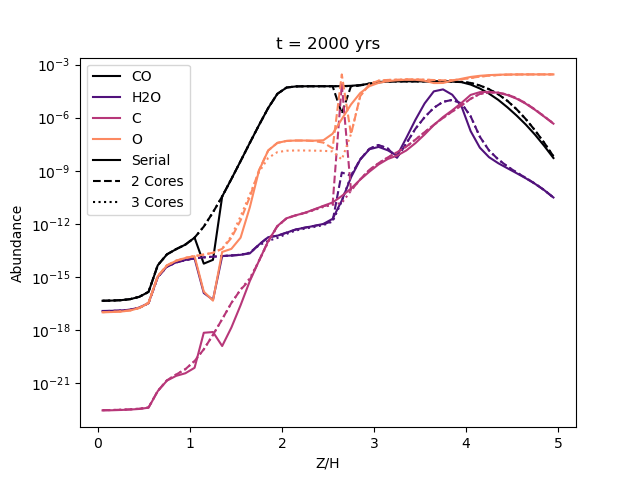 t = 2000 yrs
10⁻³
10⁻⁶
10⁻⁹
10⁻¹²
10⁻¹⁵
10⁻¹⁸
10⁻²¹
Abundance
CO
H2O
C
O
Serial
2 Cores
3 Cores
0 1 2 3 4 5
Z/H